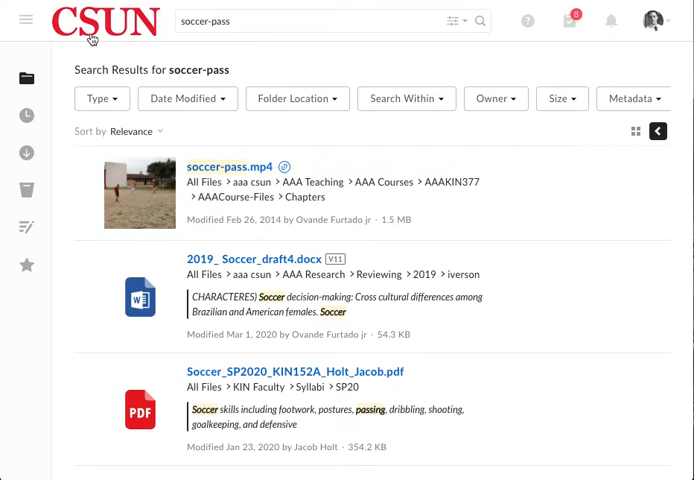 CSUN
soccer-pass
8
Search Results for soccer-pass
Type
Date Modified
Folder Location
Search Within
Owner
Size
Metadata
Sort by Relevance
soccer-pass.mp4
All Files > aaa csun > AAA Teaching > AAA Courses > AAAKIN377
> AAACourse-Files > Chapters
Modified Feb 26, 2014 by Ovande Furtado jr · 1.5 MB
2019_ Soccer_draft4.docx V11
All Files > aaa csun > AAA Research > Reviewing > 2019 > iverson
CHARACTERES) Soccer decision-making: Cross cultural differences among
Brazilian and American females. Soccer
Modified Mar 1, 2020 by Ovande Furtado jr · 54.3 KB
W
Soccer_SP2020_KIN152A_Holt_Jacob.pdf
All Files > KIN Faculty > Syllabi > SP20
PDF
Soccer skills including footwork, postures, passing, dribbling, shooting,
goalkeeping, and defensive
Modified Jan 23, 2020 by Jacob Holt · 354.2 KB